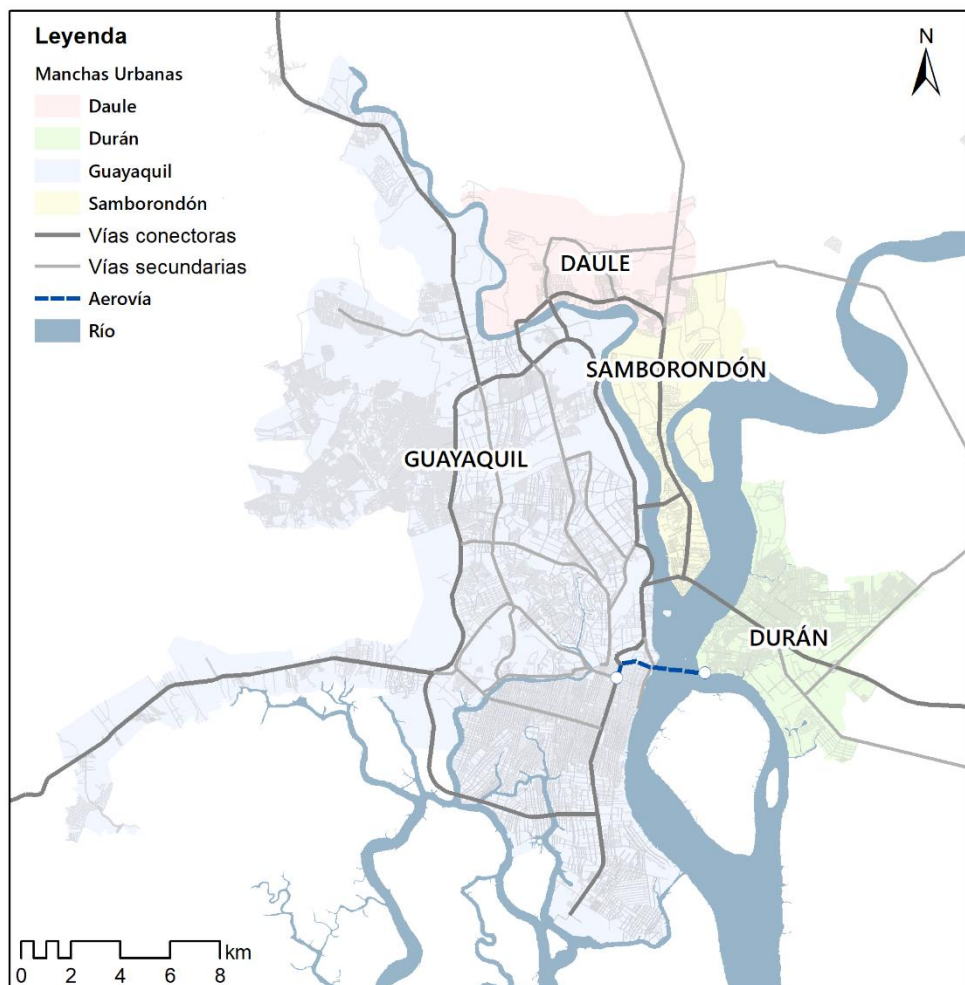 Leyenda
Manchas Urbanas
Daule
Durán
Guayaquil
Samborondón
Vías conectoras
Vías secundarias
Aerovía
Río
N
DAULE
SAMBORONDÓN
GUAYAQUIL
DURÁN
km
0 2 4 6 8